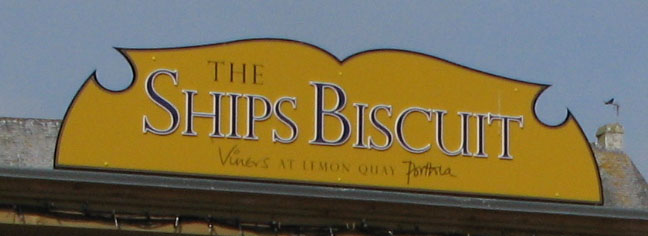 THE
SHIPS BISCUIT
Viners AT LEMON QUAY